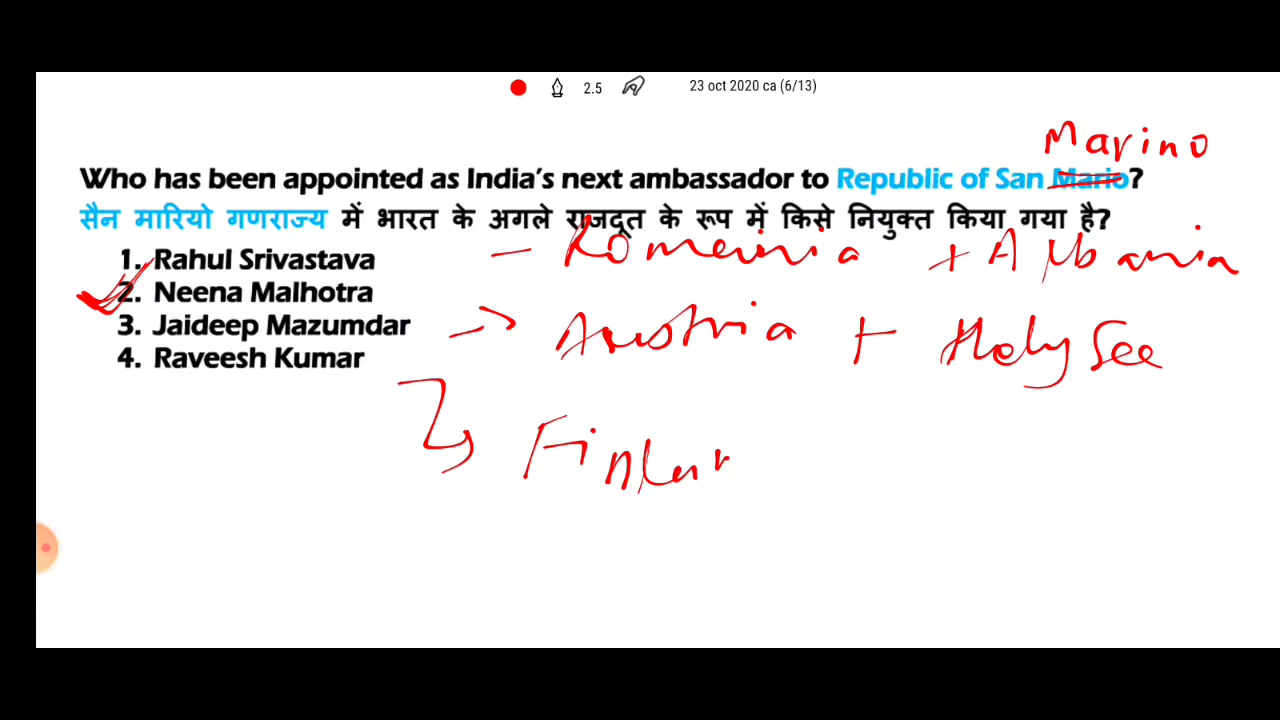 2.5 23 oct 2020 ca (6/13)
Marino
Who has been appointed as India's next ambassador to Republic of San Mario?
सैन मारियो गणराज्य में भारत के अगले राजदूत के रूप में किसे नियुक्त किया गया है?
1. Rahul Srivastava - Romeinia + Albania
2. Neena Malhotra
3. Jaideep Mazumdar -> Austria + Holy See
4. Raveesh Kumar